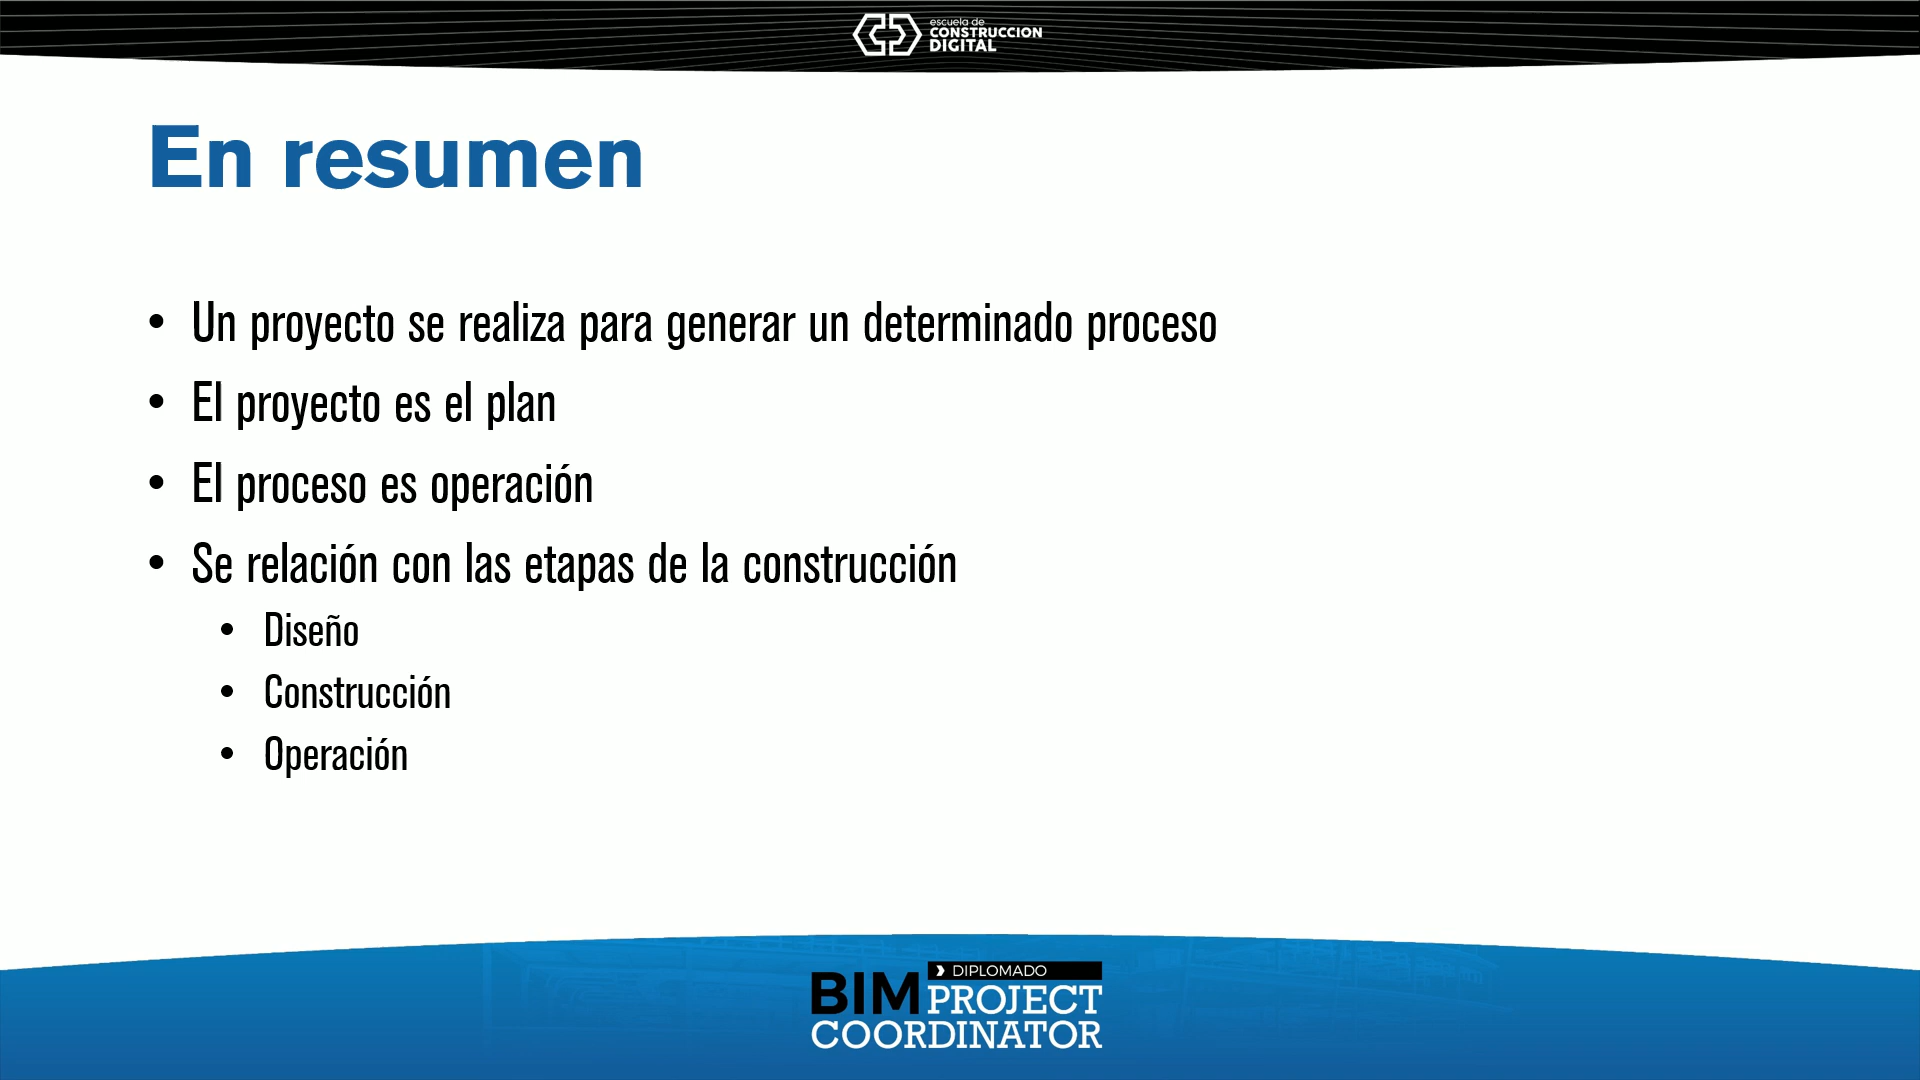 escuela de
CONSTRUCCION
DIGITAL
En resumen
• Un proyecto se realiza para generar un determinado proceso
• El proyecto es el plan
• El proceso es operación
• Se relación con las etapas de la construcción
• Diseño
• Construcción
• Operación
DIPLOMADO
BIM PROJECT
COORDINATOR